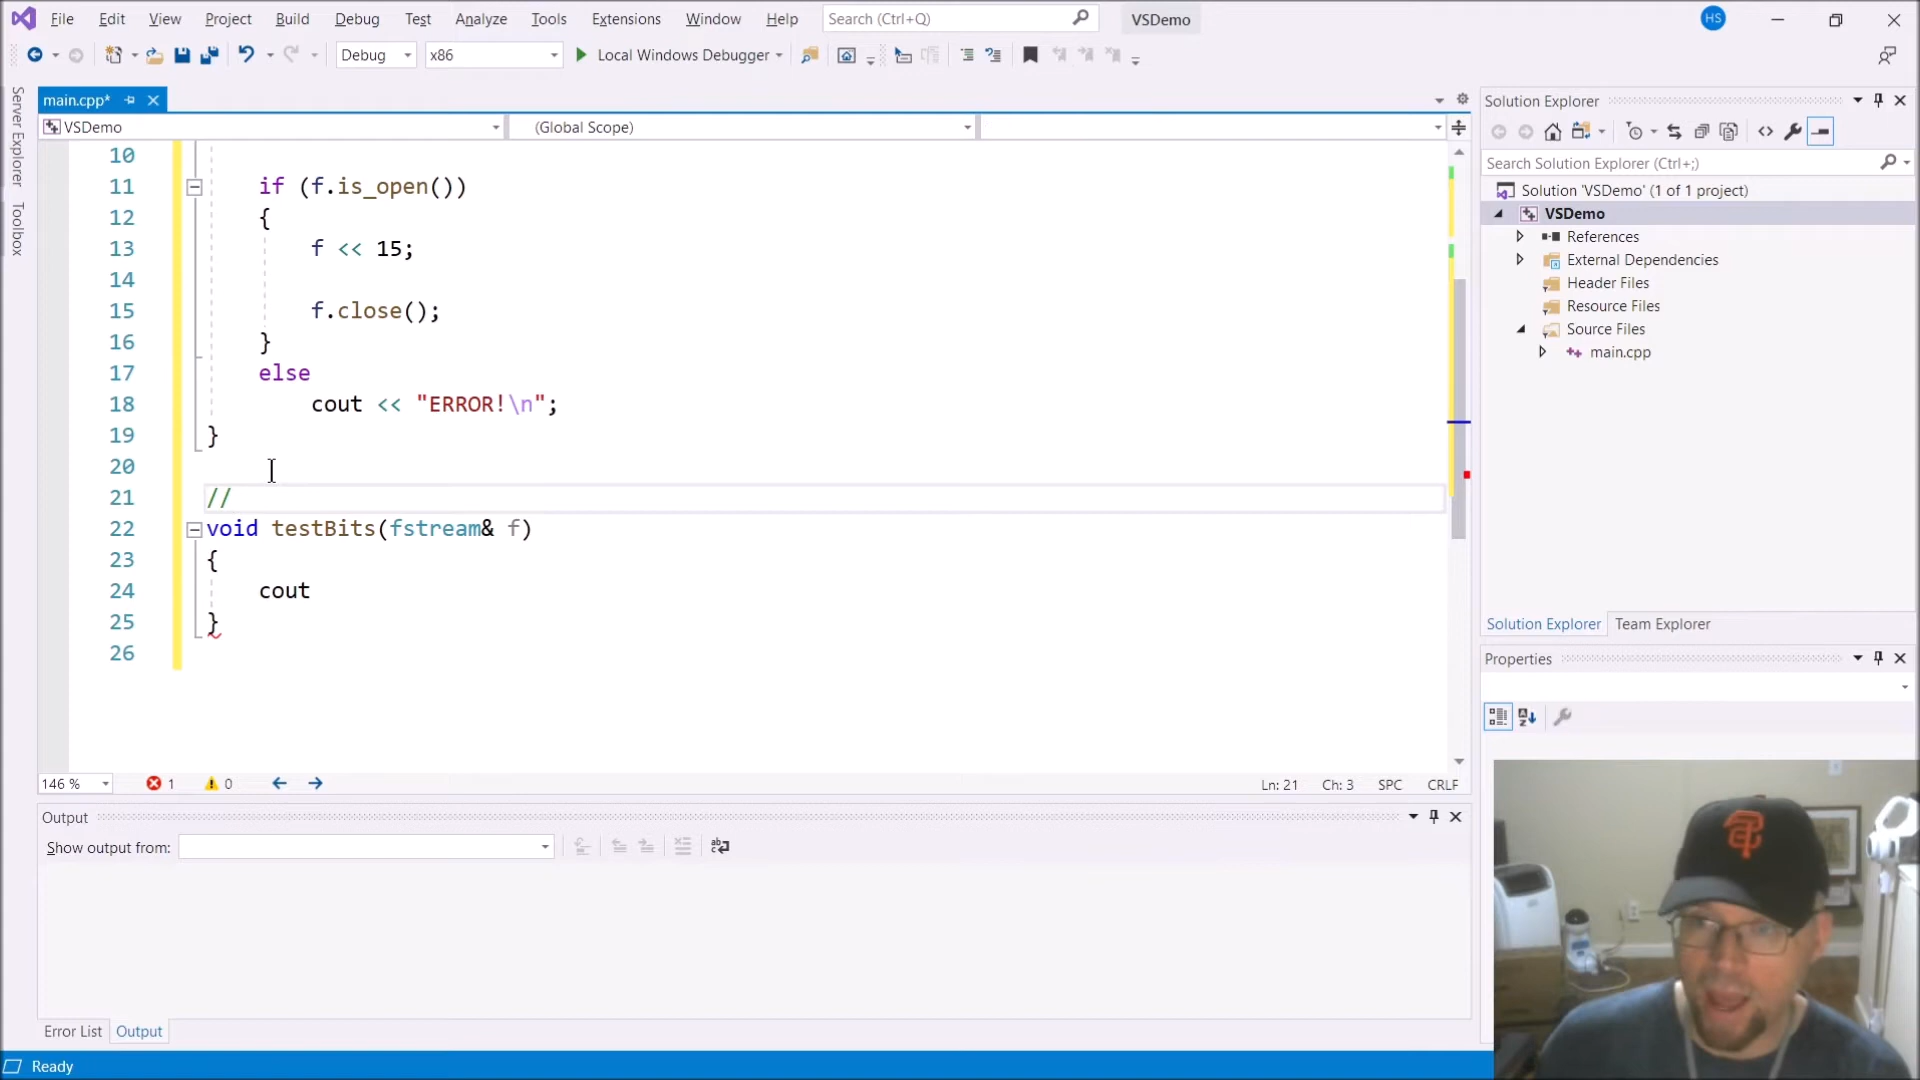 File Edit View Project Build Debug Test Analyze Tools Extensions Window Help Search (Ctrl+Q) VSDemo HS
Debug x86 Local Windows Debugger
Server Explorer
Toolbox
main.cpp*
VSDemo (Global Scope)
10
11 if (f.is_open())
12 {
13 f << 15;
14
15 f.close();
16 }
17 else
18 cout << "ERROR!\n";
19 }
20
21 //
22 void testBits(fstream& f)
23 {
24 cout
25 }
26
146 % 1 0 Ln: 21 Ch: 3 SPC CRLF
Output
Show output from:
Error List Output
Ready
Solution Explorer
Search Solution Explorer (Ctrl+;)
Solution 'VSDemo' (1 of 1 project)
VSDemo
References
External Dependencies
Header Files
Resource Files
Source Files
main.cpp
Solution Explorer Team Explorer
Properties